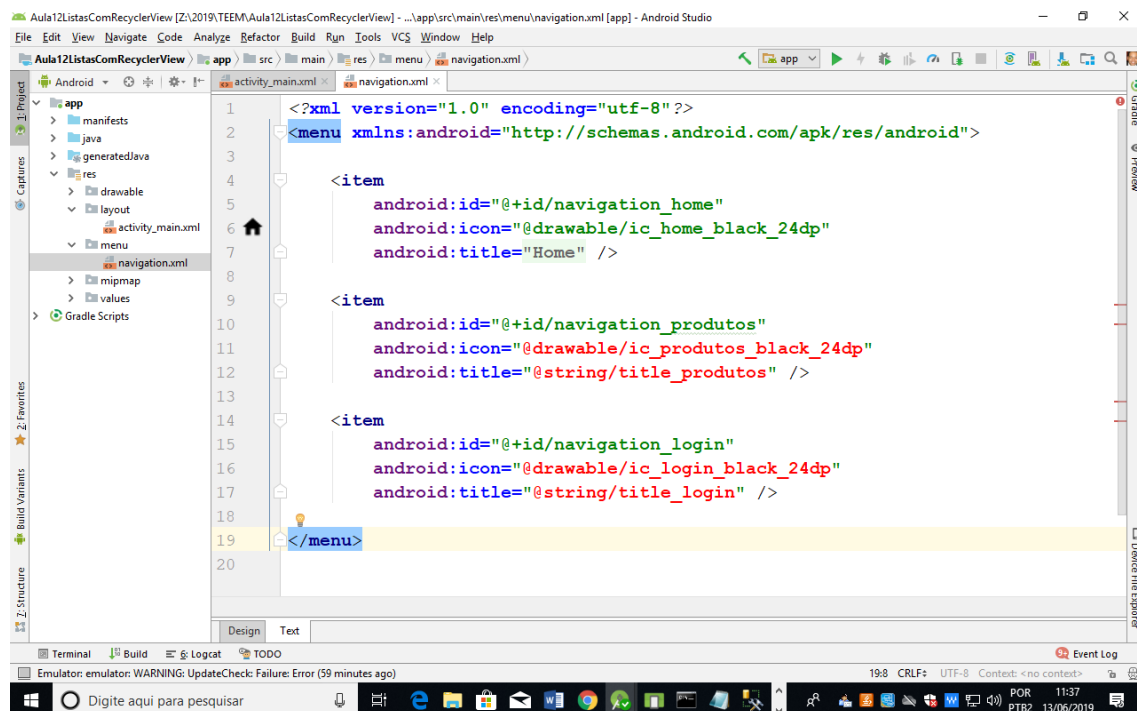 Aula12ListasComRecyclerView [Z:\2019\TEEM\Aula12ListasComRecyclerView] - ...\app\src\main\res\menu\navigation.xml [app] - Android Studio
File Edit View Navigate Code Analyze Refactor Build Run Tools VCS Window Help
Aula12ListasComRecyclerView app src main res menu navigation.xml app
Android activity_main.xml navigation.xml
1: Project
Captures
2: Favorites
Build Variants
Z: Structure
app
manifests
java
generatedJava
res
drawable
layout
activity_main.xml
menu
navigation.xml
mipmap
values
Gradle Scripts
1 <?xml version="1.0" encoding="utf-8"?>
2 <menu xmlns:android="http://schemas.android.com/apk/res/android">
3
4 <item
5 android:id="@+id/navigation_home"
6 android:icon="@drawable/ic_home_black_24dp"
7 android:title="Home" />
8
9 <item
10 android:id="@+id/navigation_produtos"
11 android:icon="@drawable/ic_produtos_black_24dp"
12 android:title="@string/title_produtos" />
13
14 <item
15 android:id="@+id/navigation_login"
16 android:icon="@drawable/ic_login_black_24dp"
17 android:title="@string/title_login" />
18
19 </menu>
20
Gradle
Preview
Device File Explorer
Design Text
Terminal Build 6: Logcat TODO Event Log
Emulator: emulator: WARNING: UpdateCheck: Failure: Error (59 minutes ago) 19:8 CRLF UTF-8 Context: <no context>
Digite aqui para pesquisar
POR 11:37
PTB2 13/06/2019